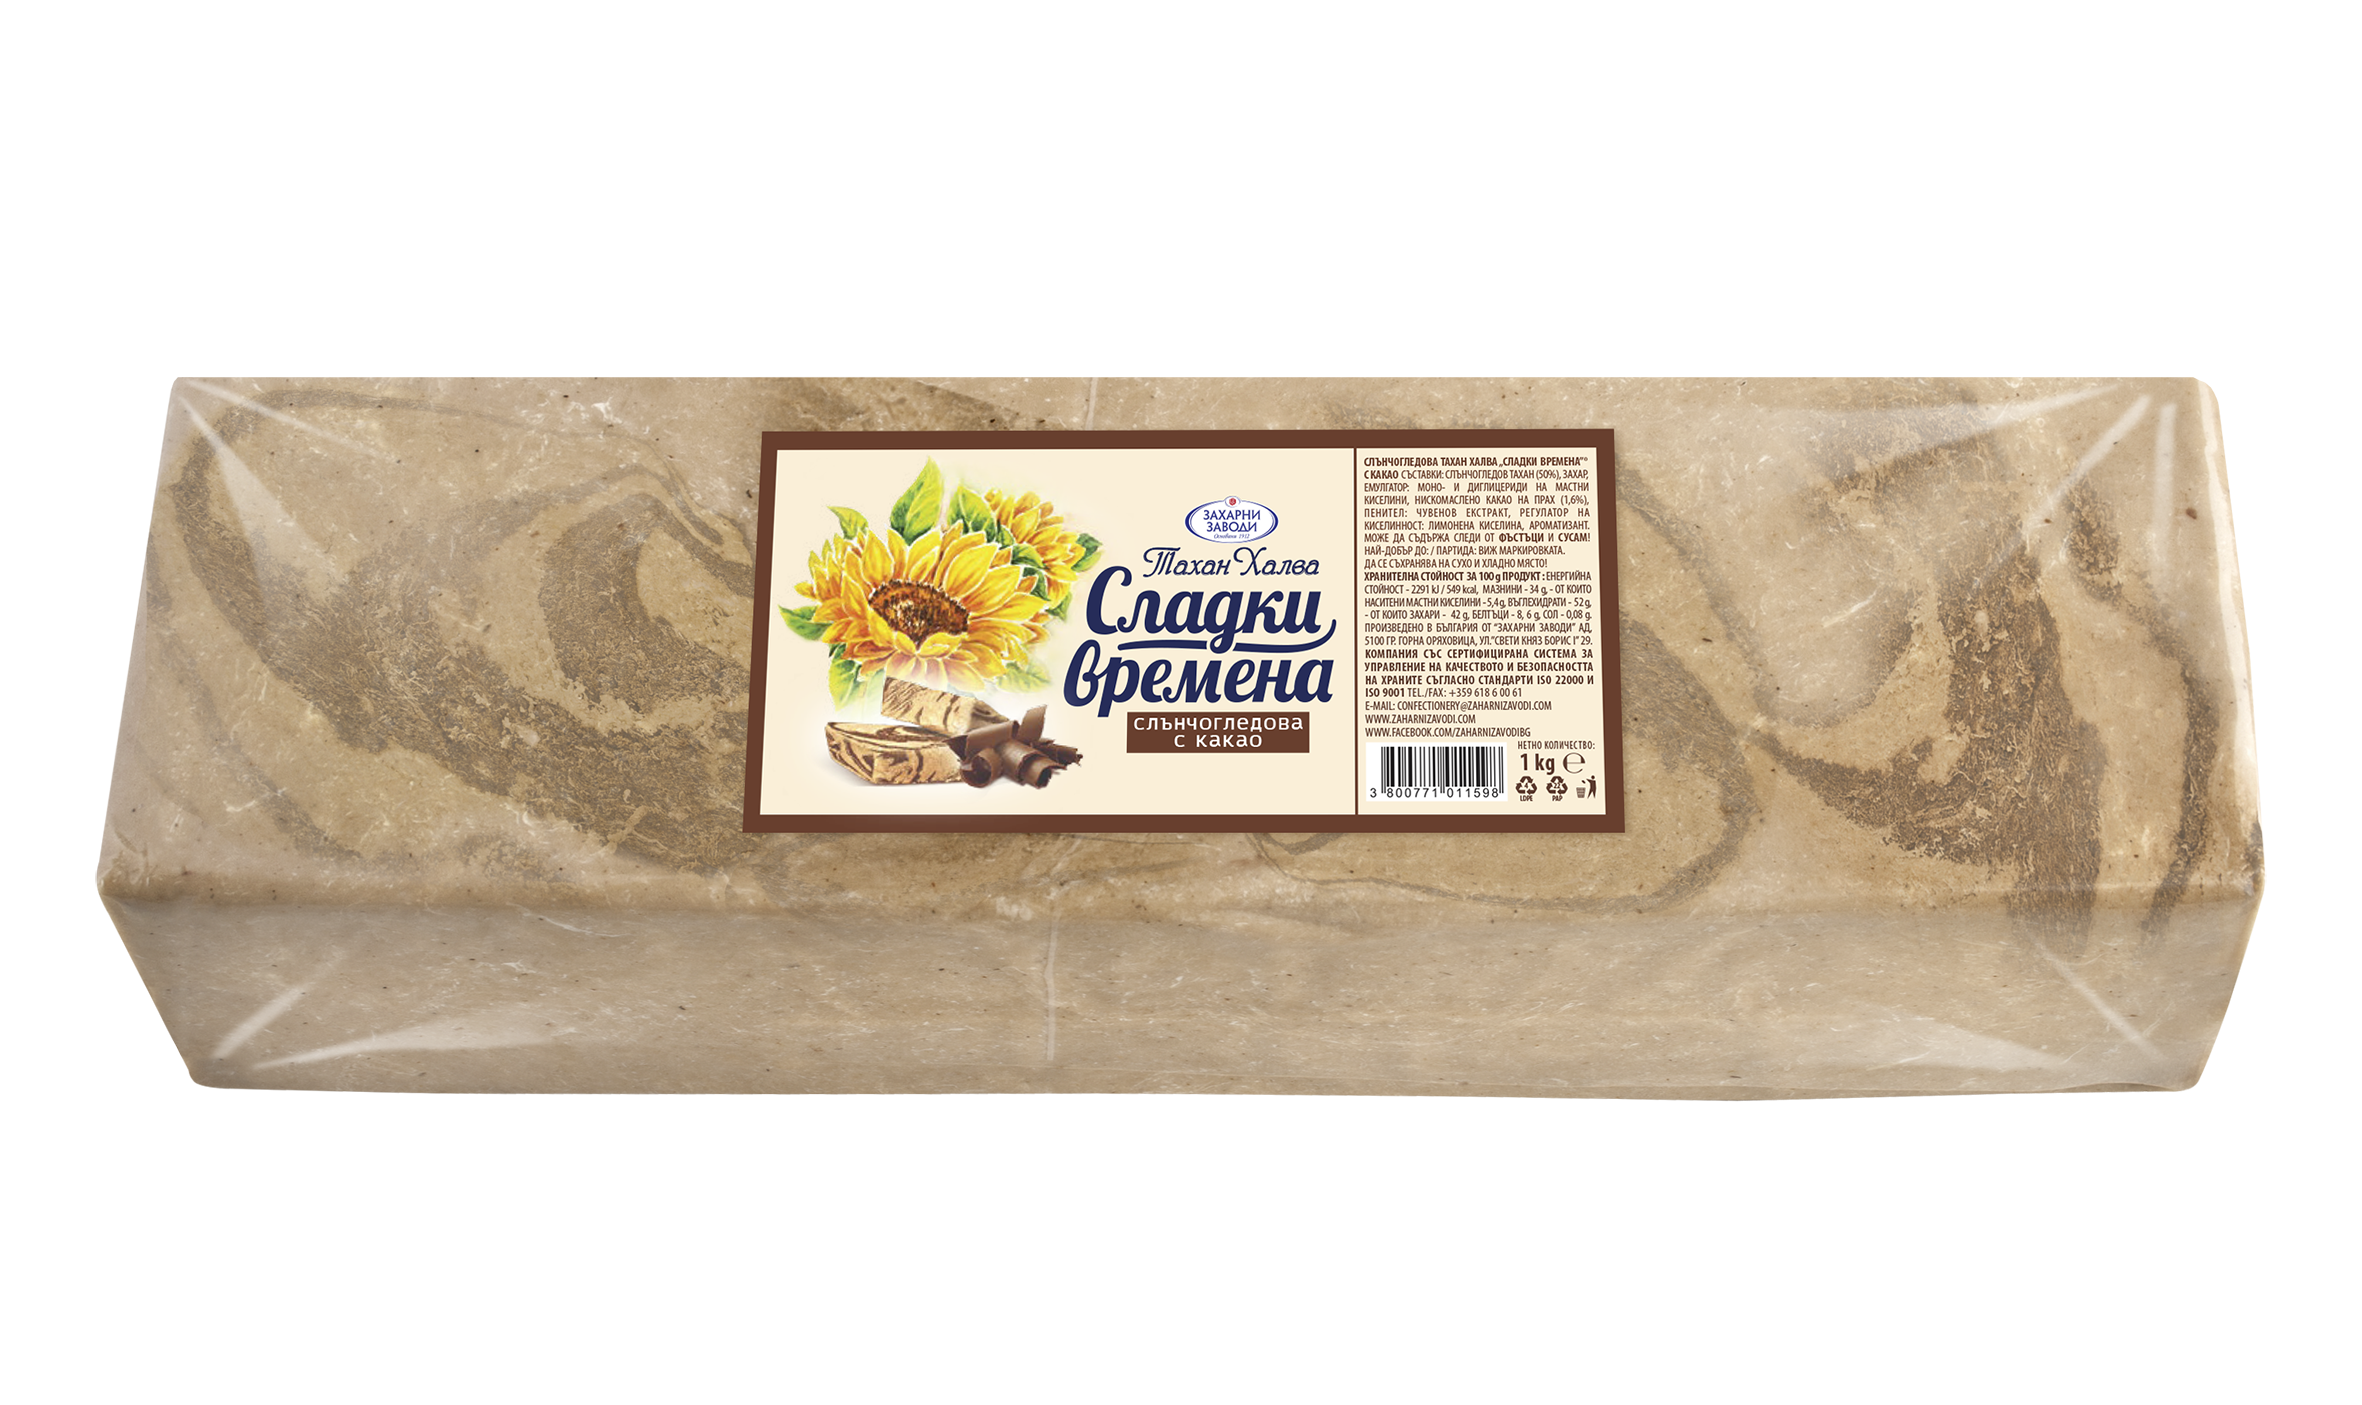 ЗАХАРНИ
ЗАВОДИ
Основани 1912
Тахан Халва
Сладки
времена
СЛЪНЧОГЛЕДОВА
С КАКАО
СЛЪНЧОГЛЕДОВА ТАХАН ХАЛВА „СЛАДКИ ВРЕМЕНА"®
С КАКАО СЪСТАВКИ: СЛЪНЧОГЛЕДОВ ТАХАН (50%), ЗАХАР,
ЕМУЛГАТОР: МОНО- И ДИГЛИЦЕРИДИ НА МАСТНИ
КИСЕЛИНИ, НИСКОМАСЛЕНО КАКАО НА ПРАХ (1,6%),
ПЕНИТЕЛ: ЧУВЕНОВ ЕКСТРАКТ, РЕГУЛАТОР НА
КИСЕЛИННОСТ: ЛИМОНЕНА КИСЕЛИНА, АРОМАТИЗАНТ.
МОЖЕ ДА СЪДЪРЖА СЛЕДИ ОТ ФЪСТЪЦИ И СУСАМ!
НАЙ-ДОБЪР ДО: / ПАРТИДА: ВИЖ МАРКИРОВКАТА.
ДА СЕ СЪХРАНЯВА НА СУХО И ХЛАДНО МЯСТО!
ХРАНИТЕЛНА СТОЙНОСТ ЗА 100 g ПРОДУКТ : ЕНЕРГИЙНА
СТОЙНОСТ - 2291 kJ / 549 kcal, МАЗНИНИ - 34 g, - ОТ КОИТО
НАСИТЕНИ МАСТНИ КИСЕЛИНИ - 5,4 g, ВЪГЛЕХИДРАТИ - 52 g,
- ОТ КОИТО ЗАХАРИ - 42 g, БЕЛТЪЦИ - 8, 6 g, СОЛ - 0,08 g.
ПРОИЗВЕДЕНО В БЪЛГАРИЯ ОТ "ЗАХАРНИ ЗАВОДИ" АД,
5100 ГР. ГОРНА ОРЯХОВИЦА, УЛ."СВЕТИ КНЯЗ БОРИС I" 29.
КОМПАНИЯ СЪС СЕРТИФИЦИРАНА СИСТЕМА ЗА
УПРАВЛЕНИЕ НА КАЧЕСТВОТО И БЕЗОПАСНОСТТА
НА ХРАНИТЕ СЪГЛАСНО СТАНДАРТИ ISO 22000 И
ISO 9001 TEL./FAX: +359 618 6 00 61
E-MAIL: CONFECTIONERY@ZAHARNIZAVODI.COM
WWW.ZAHARNIZAVODI.COM
WWW.FACEBOOK.COM/ZAHARNIZAVODIBG
НЕТНО КОЛИЧЕСТВО:
1 kg ℮
3 800771 011598
4 22
LDPE PAP